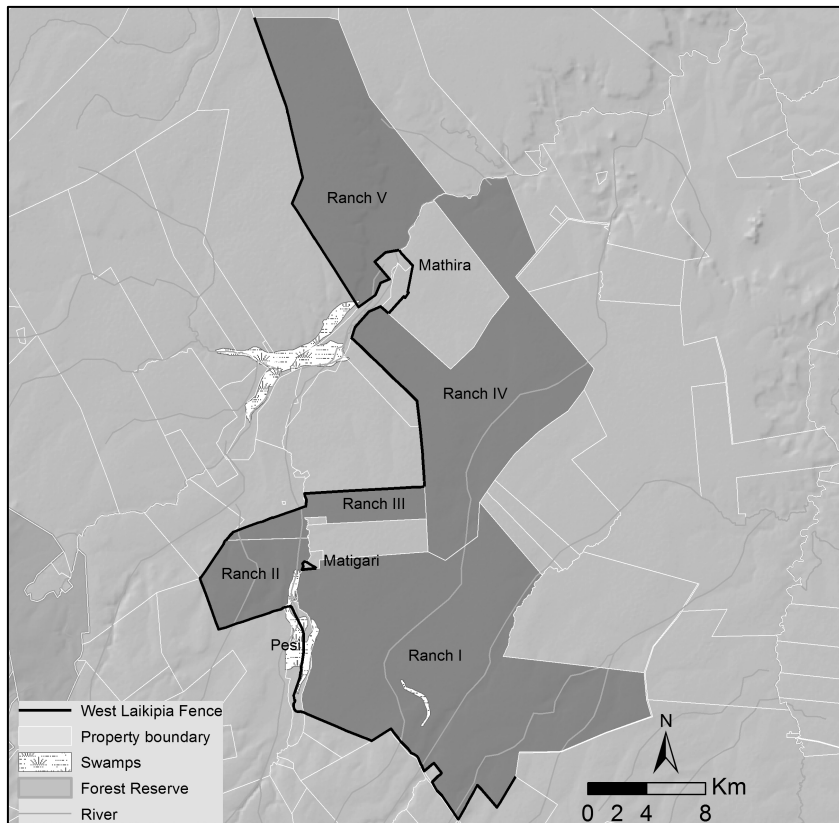 Ranch V
Mathira
Ranch IV
Ranch III
Matigari
Ranch II
Pesi
Ranch I
West Laikipia Fence
Property boundary
Swamps
Forest Reserve
River
N
Km
0 2 4 8